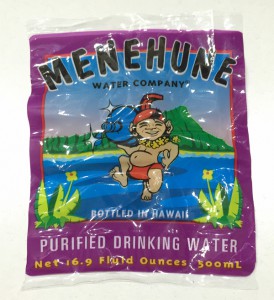 MENEHUNE
WATER COMPANY
BOTTLED IN HAWAII
PURIFIED DRINKING WATER
Net 16.9 Fluid Ounces 500mL